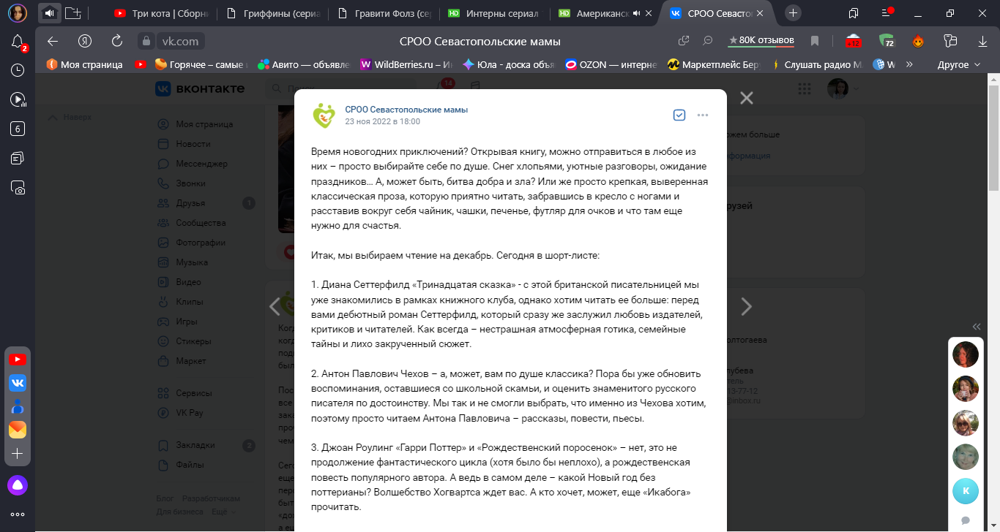 Три кота | Сборн
Гриффины (сериа
Гравити Фолз (се
Интерны сериал
Американск
СРОО Севасто
2
vk.com
СРОО Севастопольские мамы
80K отзывов
+12
72
Моя страница
Горячее – самые
Авито — объявле
WildBerries.ru – И
Юла - доска объя
OZON — интерне
Маркетплейс Бер
Слушать радио М
W
»
Другое
6
вконтакте
Поиск
14
Наверх
Моя страница
Новости
Мессенджер
Звонки
Друзья
1
Сообщества
Фотографии
Музыка
Видео
Клипы
Игры
Стикеры
Маркет
Сервисы
VK Pay
Закладки
2
Файлы
Блог Разработчикам
Для бизнеса Ещё
СРОО Севастопольские мамы
23 ноя 2022 в 18:00
Время новогодних приключений? Открывая книгу, можно отправиться в любое из
них – просто выбирайте себе по душе. Снег хлопьями, уютные разговоры, ожидание
праздников... А, может быть, битва добра и зла? Или же просто крепкая, выверенная
классическая проза, которую приятно читать, забравшись в кресло с ногами и
расставив вокруг себя чайник, чашки, печенье, футляр для очков и что там еще
нужно для счастья.
Итак, мы выбираем чтение на декабрь. Сегодня в шорт-листе:
1. Диана Сеттерфилд «Тринадцатая сказка» - с этой британской писательницей мы
уже знакомились в рамках книжного клуба, однако хотим читать ее больше: перед
вами дебютный роман Сеттерфилд, который сразу же заслужил любовь издателей,
критиков и читателей. Как всегда – нестрашная атмосферная готика, семейные
тайны и лихо закрученный сюжет.
2. Антон Павлович Чехов – а, может, вам по душе классика? Пора бы уже обновить
воспоминания, оставшиеся со школьной скамьи, и оценить знаменитого русского
писателя по достоинству. Мы так и не смогли выбрать, что именно из Чехова хотим,
поэтому просто читаем Антона Павловича – рассказы, повести, пьесы.
3. Джоан Роулинг «Гарри Поттер» и «Рождественский поросенок» – нет, это не
продолжение фантастического цикла (хотя было бы неплохо), а рождественская
повесть популярного автора. А ведь в самом деле – какой Новый год без
поттерианы? Волшебство Хогвартса ждет вас. А кто хочет, может, еще «Икабога»
прочитать.
ожем больше
нформация
рузей
олтогаева
лубева
тель
13-77-12
@inbox.ru
K